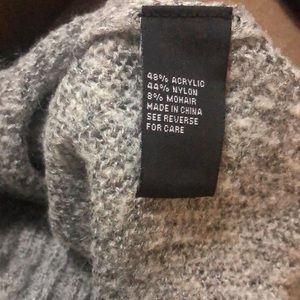 48% ACRYLIC
44% NYLON
8% MOHAIR
MADE IN CHINA
SEE REVERSE
FOR CARE